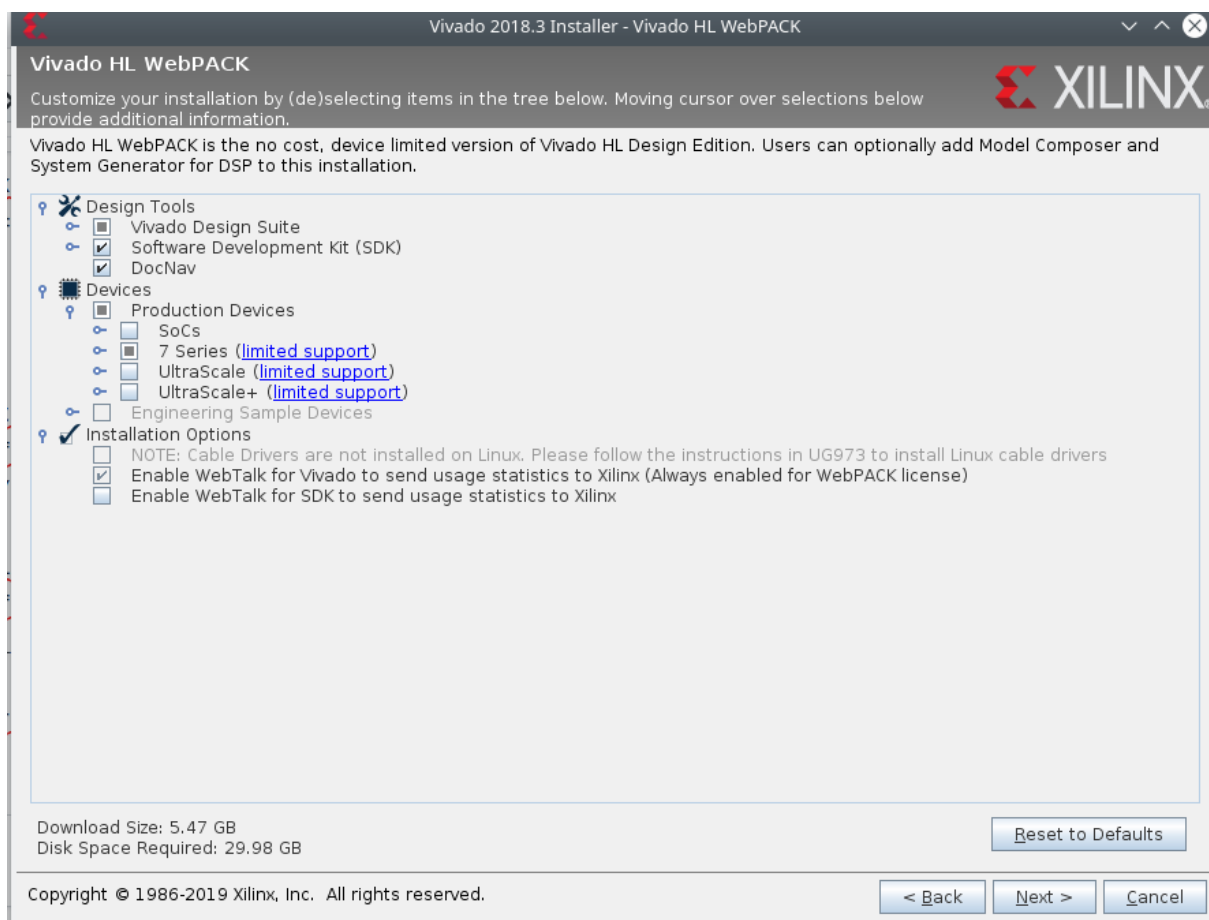 Vivado 2018.3 Installer - Vivado HL WebPACK
Vivado HL WebPACK
XILINX
Customize your installation by (de)selecting items in the tree below. Moving cursor over selections below
provide additional information.
Vivado HL WebPACK is the no cost, device limited version of Vivado HL Design Edition. Users can optionally add Model Composer and
System Generator for DSP to this installation.
Design Tools
Vivado Design Suite
Software Development Kit (SDK)
DocNav
Devices
Production Devices
SoCs
7 Series (limited support)
UltraScale (limited support)
UltraScale+ (limited support)
Engineering Sample Devices
Installation Options
NOTE: Cable Drivers are not installed on Linux. Please follow the instructions in UG973 to install Linux cable drivers
Enable WebTalk for Vivado to send usage statistics to Xilinx (Always enabled for WebPACK license)
Enable WebTalk for SDK to send usage statistics to Xilinx
Download Size: 5.47 GB
Disk Space Required: 29.98 GB
Reset to Defaults
Copyright © 1986-2019 Xilinx, Inc. All rights reserved.
< Back
Next >
Cancel